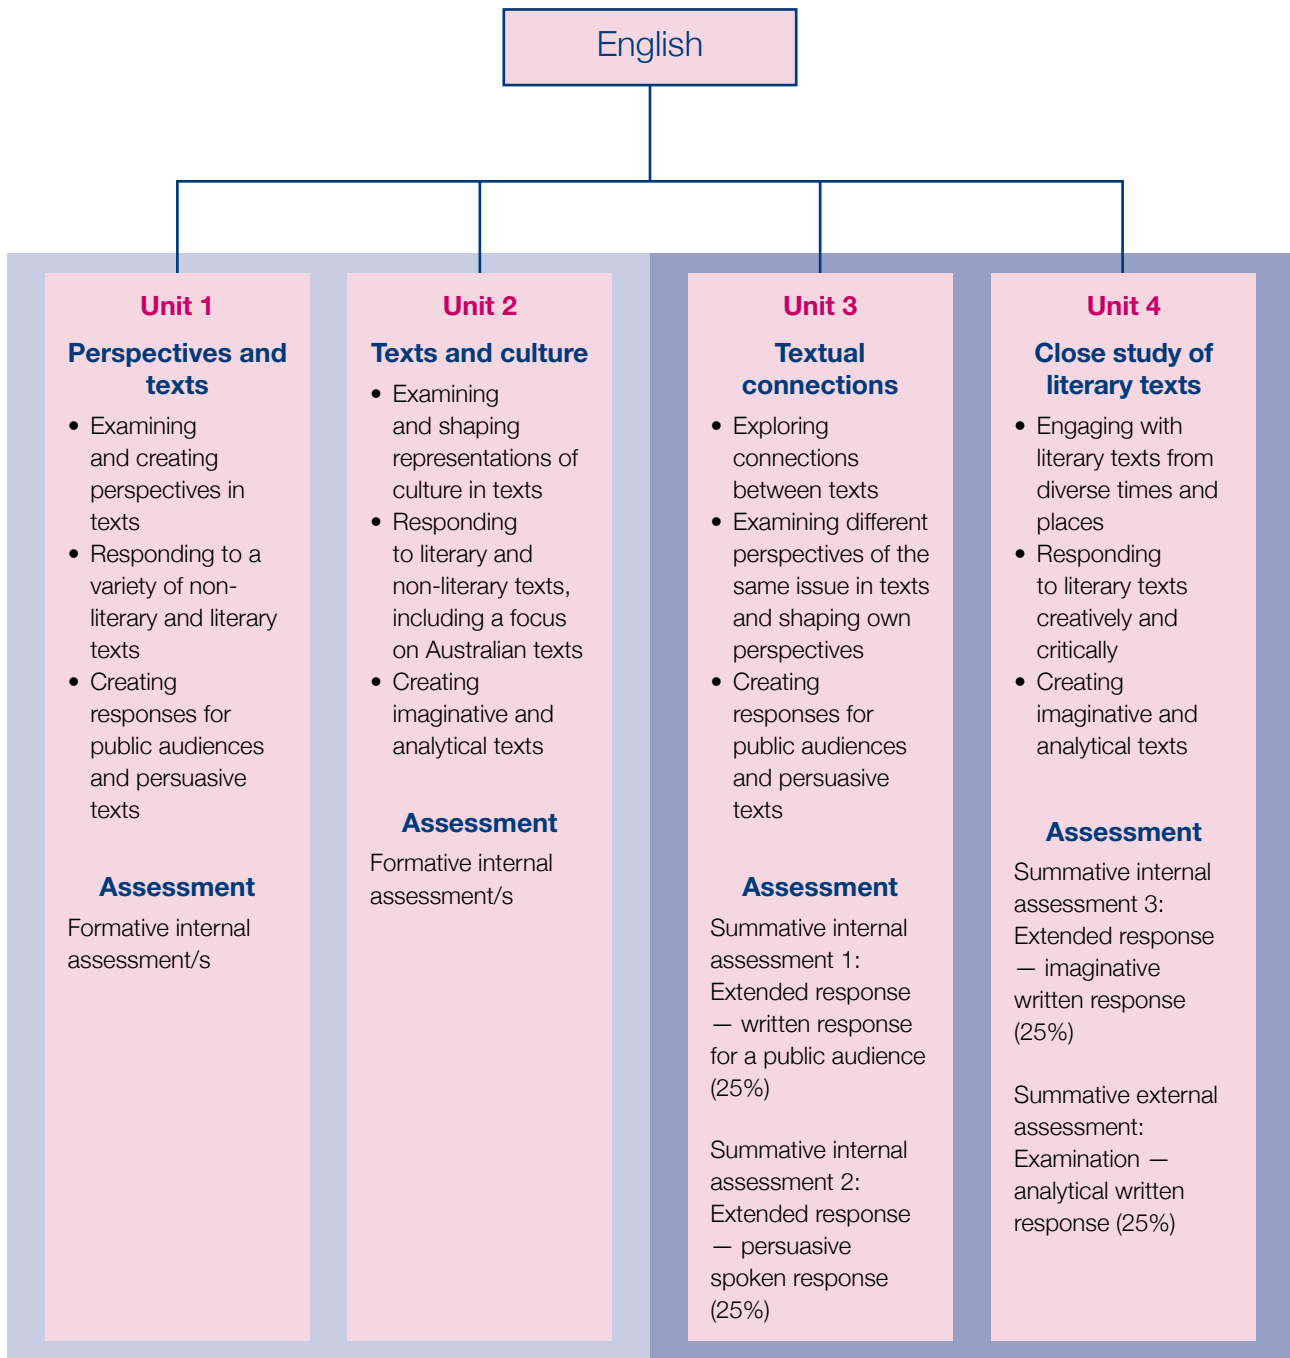 English
Unit 1
Perspectives and
texts
• Examining
and creating
perspectives in
texts
• Responding to a
variety of non-
literary and literary
texts
• Creating
responses for
public audiences
and persuasive
texts
Assessment
Formative internal
assessment/s
Unit 2
Texts and culture
• Examining
and shaping
representations of
culture in texts
• Responding
to literary and
non-literary texts,
including a focus
on Australian texts
• Creating
imaginative and
analytical texts
Assessment
Formative internal
assessment/s
Unit 3
Textual
connections
• Exploring
connections
between texts
• Examining different
perspectives of the
same issue in texts
and shaping own
perspectives
• Creating
responses for
public audiences
and persuasive
texts
Assessment
Summative internal
assessment 1:
Extended response
— written response
for a public audience
(25%)
Summative internal
assessment 2:
Extended response
— persuasive
spoken response
(25%)
Unit 4
Close study of
literary texts
• Engaging with
literary texts from
diverse times and
places
• Responding
to literary texts
creatively and
critically
• Creating
imaginative and
analytical texts
Assessment
Summative internal
assessment 3:
Extended response
— imaginative
written response
(25%)
Summative external
assessment:
Examination —
analytical written
response (25%)